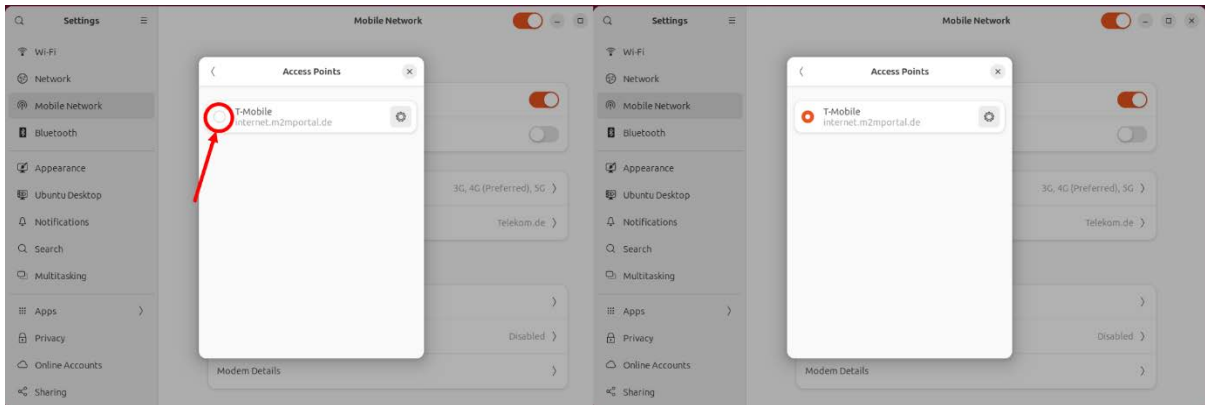 Settings
Mobile Network
Wi-Fi
Network
Mobile Network
Bluetooth
Appearance
Ubuntu Desktop
Notifications
Search
Multitasking
Apps
Privacy
Online Accounts
Sharing
Access Points
T-Mobile
internet.m2mportal.de
3G, 4G (Preferred), 5G
Telekom.de
Disabled
Modem Details
Settings
Mobile Network
Wi-Fi
Network
Mobile Network
Bluetooth
Appearance
Ubuntu Desktop
Notifications
Search
Multitasking
Apps
Privacy
Online Accounts
Sharing
Access Points
T-Mobile
internet.m2mportal.de
3G, 4G (Preferred), 5G
Telekom.de
Disabled
Modem Details